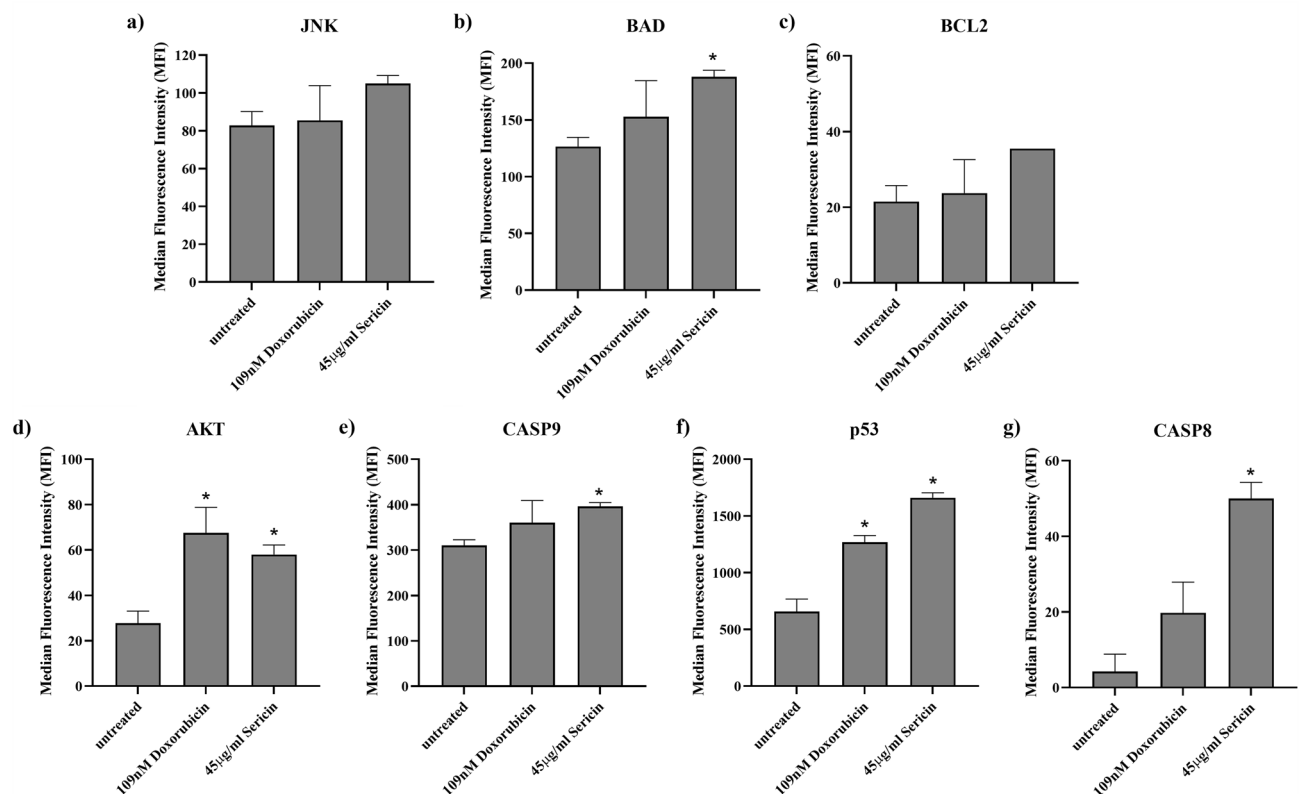 a)
JNK
Median Fluorescence Intensity (MFI)
120
100
80
60
40
20
0
untreated
109nM Doxorubicin
45μg/ml Sericin
b)
BAD
*
Median Fluorescence Intensity (MFI)
200
150
100
50
0
untreated
109nM Doxorubicin
45μg/ml Sericin
c)
BCL2
Median Fluorescence Intensity (MFI)
60
40
20
0
untreated
109nM Doxorubicin
45μg/ml Sericin
d)
AKT
*
*
Median Fluorescence Intensity (MFI)
100
80
60
40
20
0
untreated
109nM Doxorubicin
45μg/ml Sericin
e)
CASP9
*
Median Fluorescence Intensity (MFI)
500
400
300
200
100
0
untreated
109nM Doxorubicin
45μg/ml Sericin
f)
p53
*
*
Median Fluorescence Intensity (MFI)
2000
1500
1000
500
0
untreated
109nM Doxorubicin
45μg/ml Sericin
g)
CASP8
*
Median Fluorescence Intensity (MFI)
60
40
20
0
untreated
109nM Doxorubicin
45μg/ml Sericin